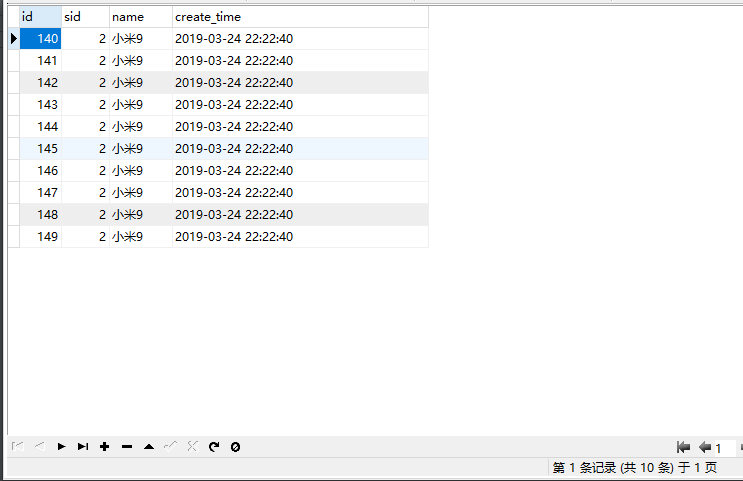 id sid name create_time
140 2 小米9 2019-03-24 22:22:40
141 2 小米9 2019-03-24 22:22:40
142 2 小米9 2019-03-24 22:22:40
143 2 小米9 2019-03-24 22:22:40
144 2 小米9 2019-03-24 22:22:40
145 2 小米9 2019-03-24 22:22:40
146 2 小米9 2019-03-24 22:22:40
147 2 小米9 2019-03-24 22:22:40
148 2 小米9 2019-03-24 22:22:40
149 2 小米9 2019-03-24 22:22:40
1
第 1 条记录 (共 10 条) 于 1 页